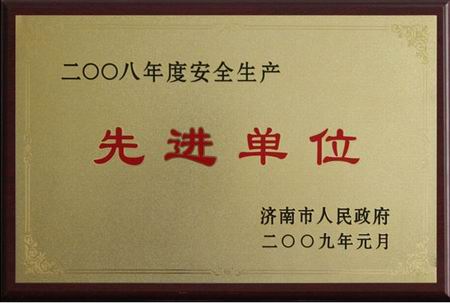 二〇〇八年度安全生产
先进单位
济南市人民政府
二〇〇九年元月